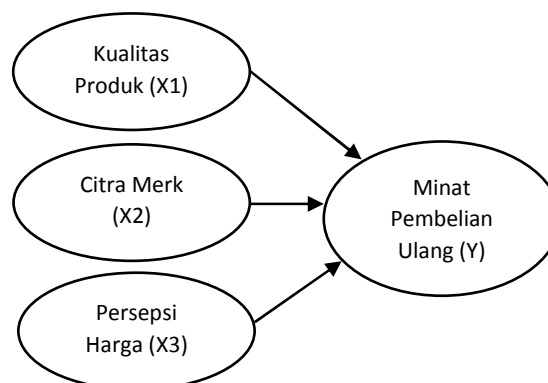 Kualitas
Produk (X1)
Citra Merk
(X2)
Minat
Pembelian
Ulang (Y)
Persepsi
Harga (X3)